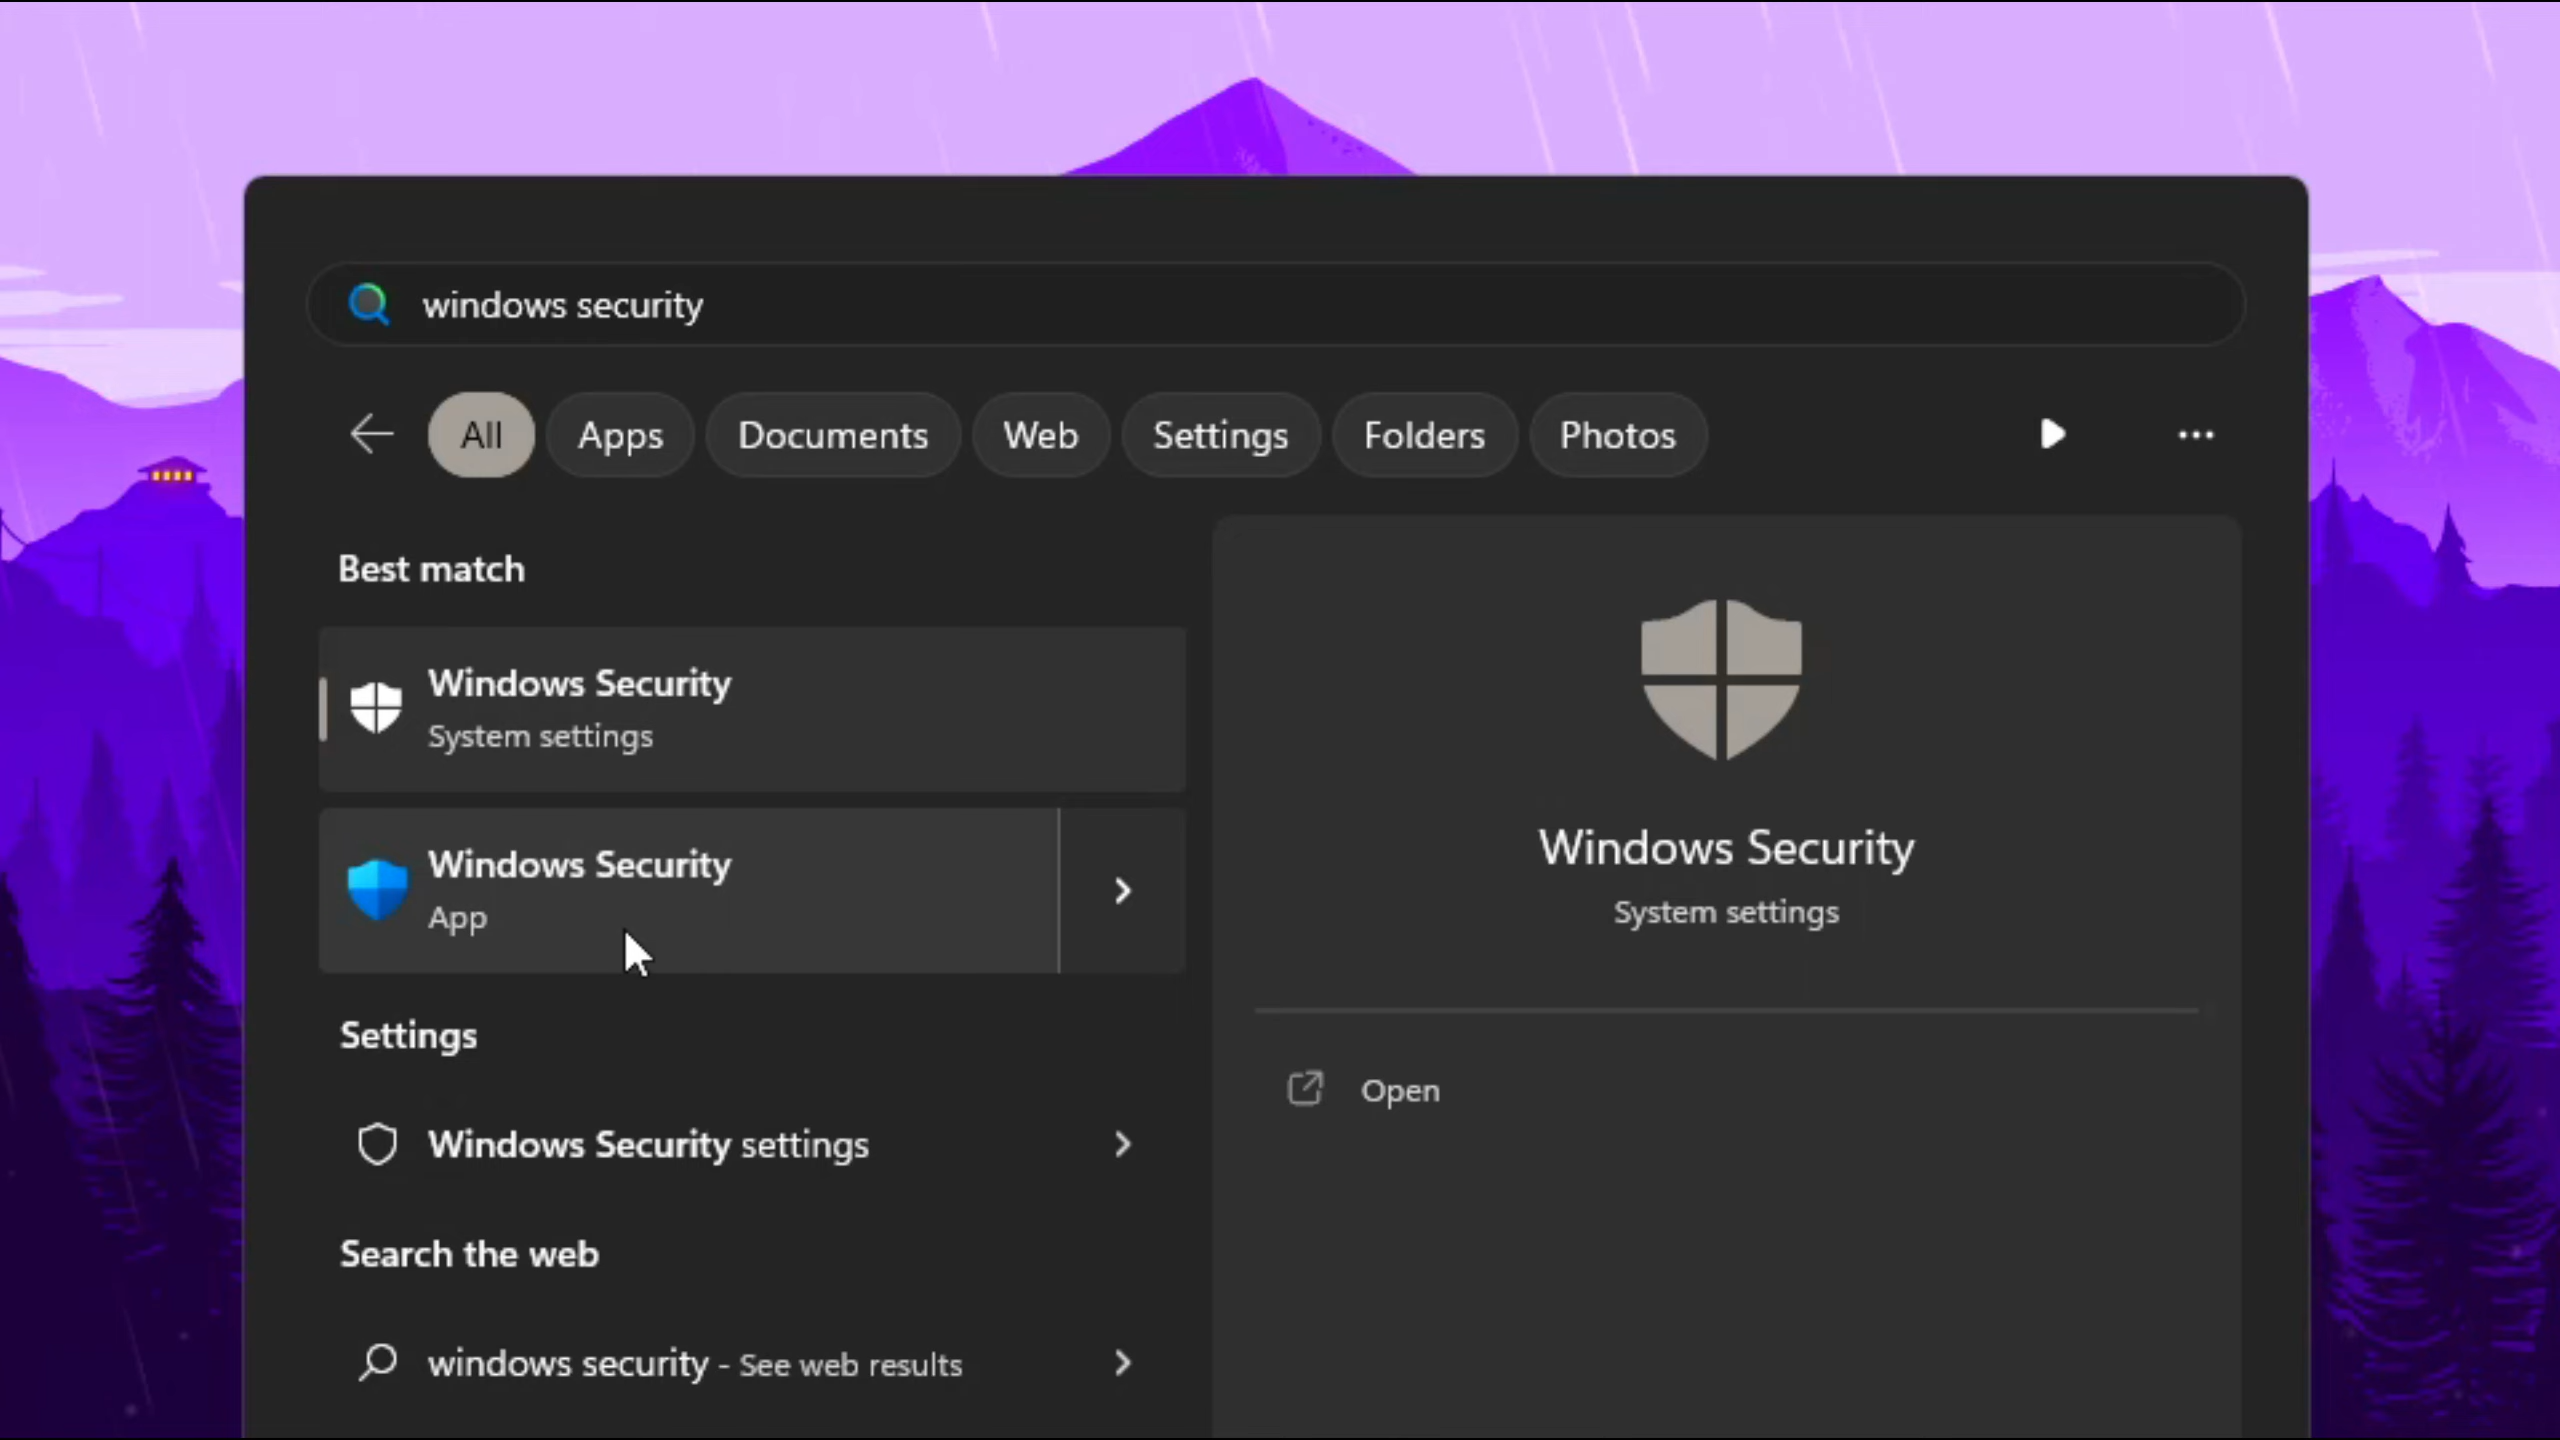 windows security
All Apps Documents Web Settings Folders Photos
Best match
Windows Security
System settings
Windows Security
App
Settings
Windows Security settings
Search the web
windows security - See web results
Windows Security
System settings
Open